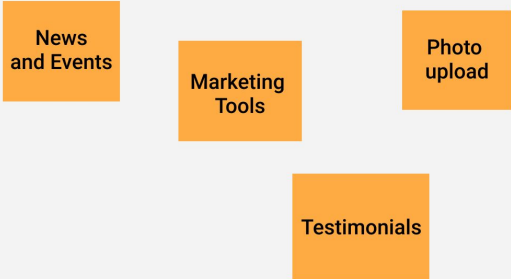 News
and Events
Marketing
Tools
Photo
upload
Testimonials